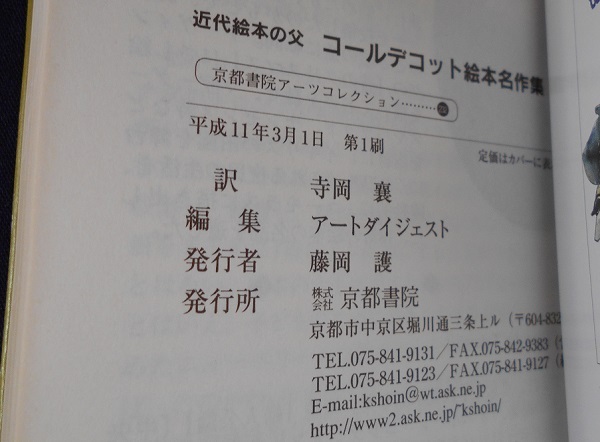 近代絵本の父 コールデコット絵本名作集
京都書院アーツコレクション………
平成11年3月1日 第1刷
定価はカバーに表
訳 寺岡 襄
編集 アートダイジェスト
発行者 藤岡 護
発行所 株式会社 京都書院
京都市中京区堀川通三条上ル (〒604-832
TEL.075-841-9131/FAX.075-842-9383
TEL.075-841-9123/FAX.075-841-9127
E-mail:kshoin@wt.ask.ne.jp
http://www2.ask.ne.jp/~kshoin/